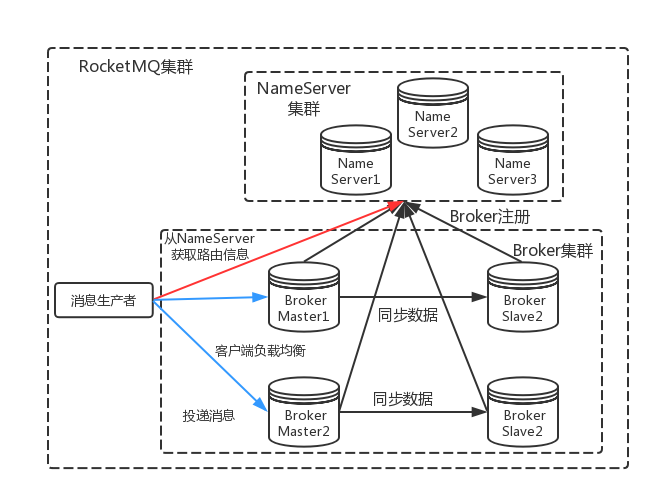 RocketMQ集群
NameServer
集群
Name
Server2
Name
Server1
Name
Server3
Broker注册
从NameServer
获取路由信息
Broker集群
消息生产者
Broker
Master1
同步数据
Broker
Slave2
客户端负载均衡
投递消息
Broker
Master2
同步数据
Broker
Slave2